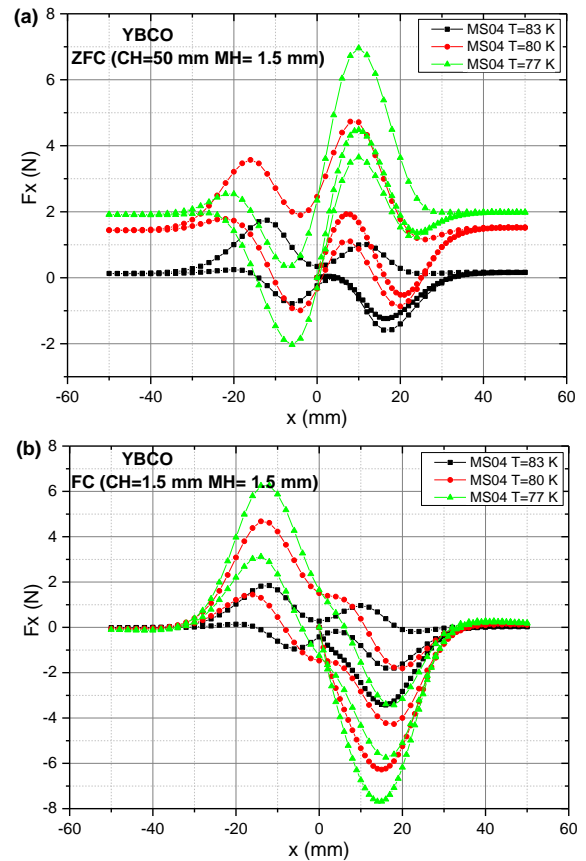 (a)
YBCO
ZFC (CH=50 mm MH= 1.5 mm)
MS04 T=83 K
MS04 T=80 K
MS04 T=77 K
Fx (N)
8
6
4
2
0
-2
-60 -40 -20 0 20 40 60
x (mm)
(b)
YBCO
FC (CH=1.5 mm MH= 1.5 mm)
MS04 T=83 K
MS04 T=80 K
MS04 T=77 K
Fx (N)
8
6
4
2
0
-2
-4
-6
-8
-60 -40 -20 0 20 40 60
x (mm)